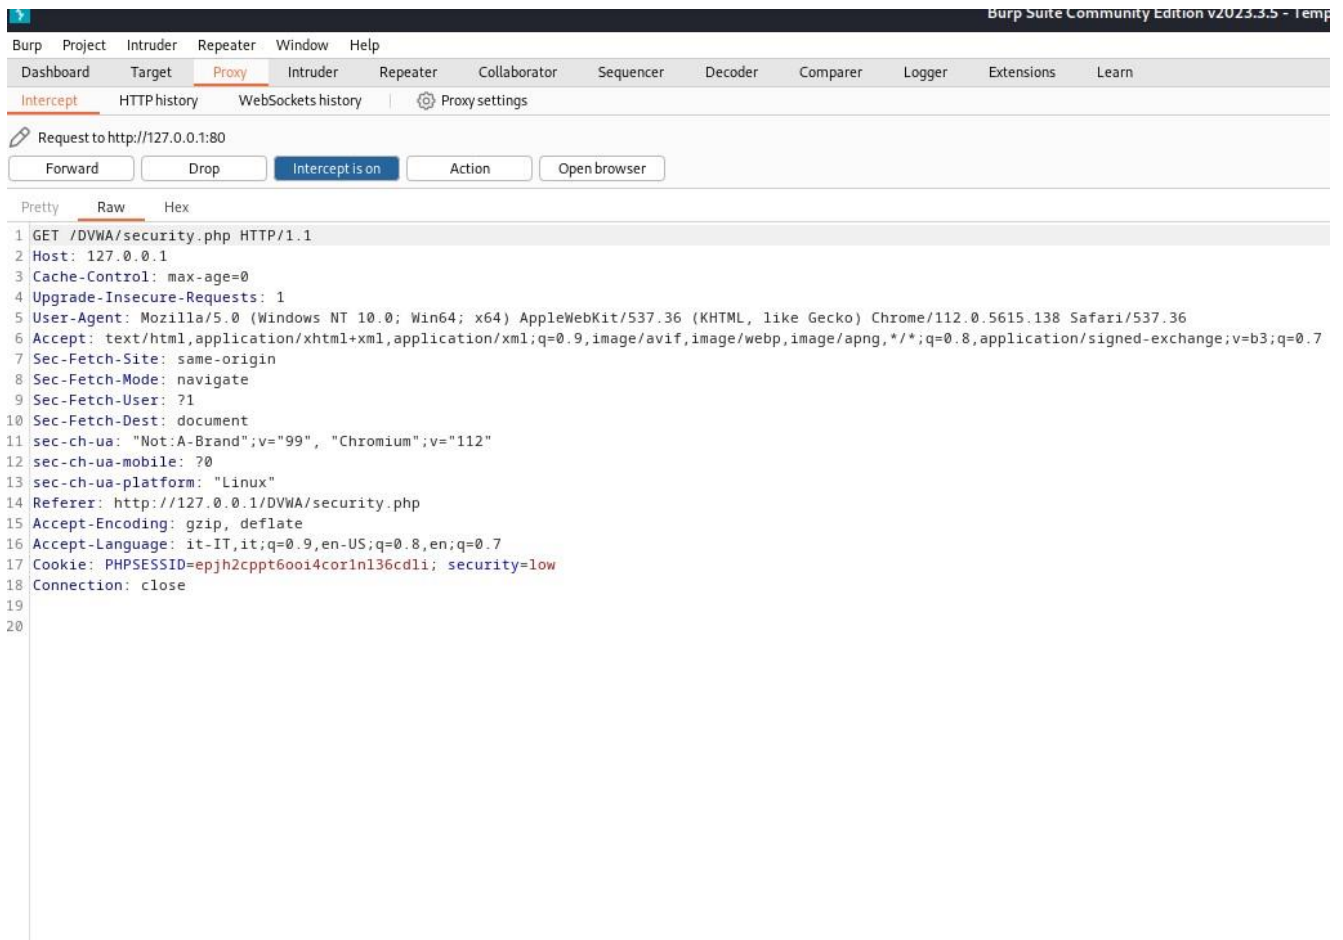 Burp Suite Community Edition v2023.3.5 - Temp
Burp Project Intruder Repeater Window Help
Dashboard Target Proxy Intruder Repeater Collaborator Sequencer Decoder Comparer Logger Extensions Learn
Intercept HTTP history WebSockets history Proxy settings
Request to http://127.0.0.1:80
Forward Drop Intercept is on Action Open browser
Pretty Raw Hex
1 GET /DVWA/security.php HTTP/1.1
2 Host: 127.0.0.1
3 Cache-Control: max-age=0
4 Upgrade-Insecure-Requests: 1
5 User-Agent: Mozilla/5.0 (Windows NT 10.0; Win64; x64) AppleWebKit/537.36 (KHTML, like Gecko) Chrome/112.0.5615.138 Safari/537.36
6 Accept: text/html,application/xhtml+xml,application/xml;q=0.9,image/avif,image/webp,image/apng,*/*;q=0.8,application/signed-exchange;v=b3;q=0.7
7 Sec-Fetch-Site: same-origin
8 Sec-Fetch-Mode: navigate
9 Sec-Fetch-User: ?1
10 Sec-Fetch-Dest: document
11 sec-ch-ua: "Not:A-Brand";v="99", "Chromium";v="112"
12 sec-ch-ua-mobile: ?0
13 sec-ch-ua-platform: "Linux"
14 Referer: http://127.0.0.1/DVWA/security.php
15 Accept-Encoding: gzip, deflate
16 Accept-Language: it-IT,it;q=0.9,en-US;q=0.8,en;q=0.7
17 Cookie: PHPSESSID=epjh2cppt6ooi4cor1nl36cdli; security=low
18 Connection: close
19
20